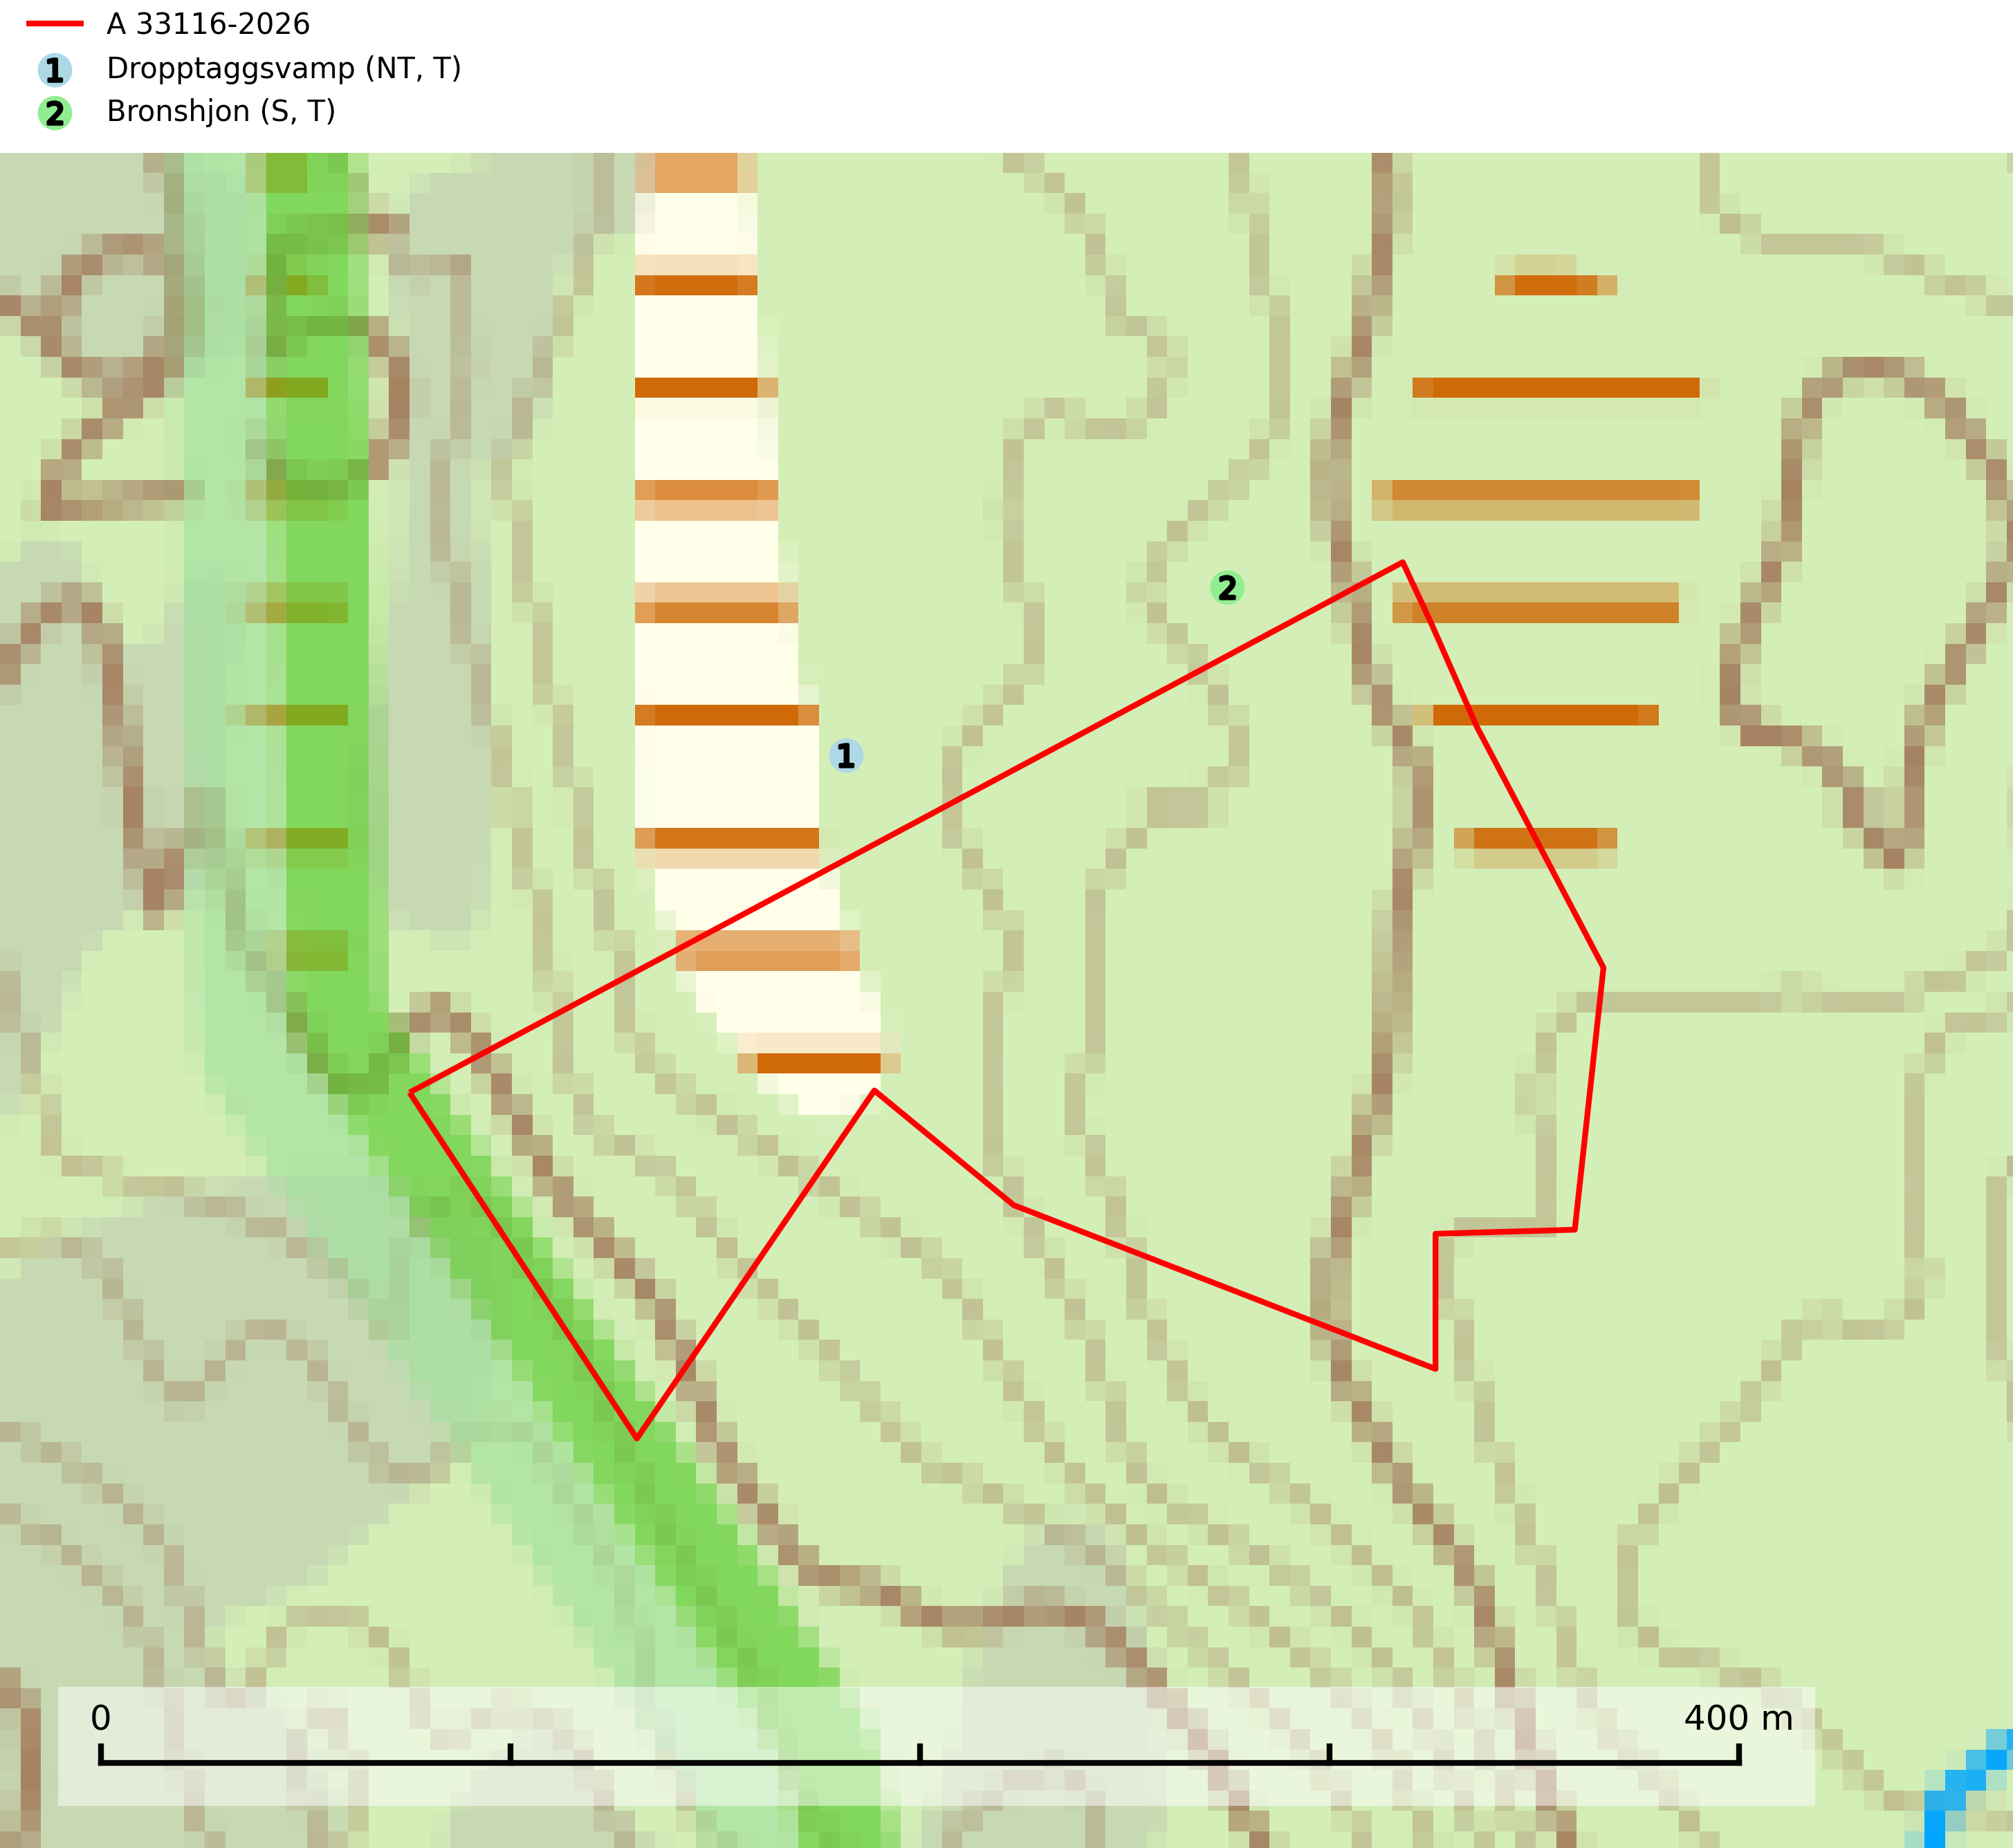 A 33116-2026
1 Dropptaggsvamp (NT, T)
2 Bronshjon (S, T)
2
1
0 400 m